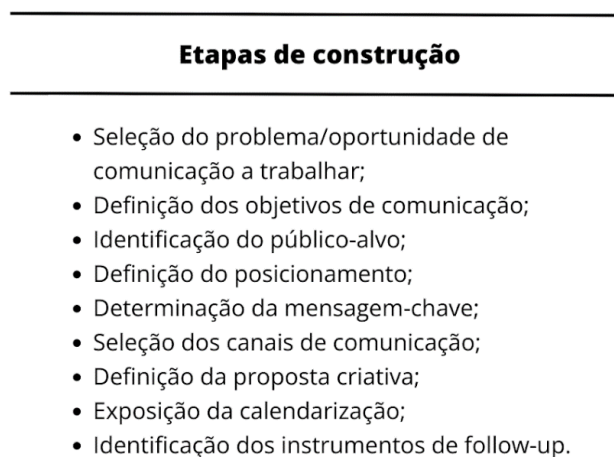 Etapas de construção
• Seleção do problema/oportunidade de
comunicação a trabalhar;
• Definição dos objetivos de comunicação;
• Identificação do público-alvo;
• Definição do posicionamento;
• Determinação da mensagem-chave;
• Seleção dos canais de comunicação;
• Definição da proposta criativa;
• Exposição da calendarização;
• Identificação dos instrumentos de follow-up.